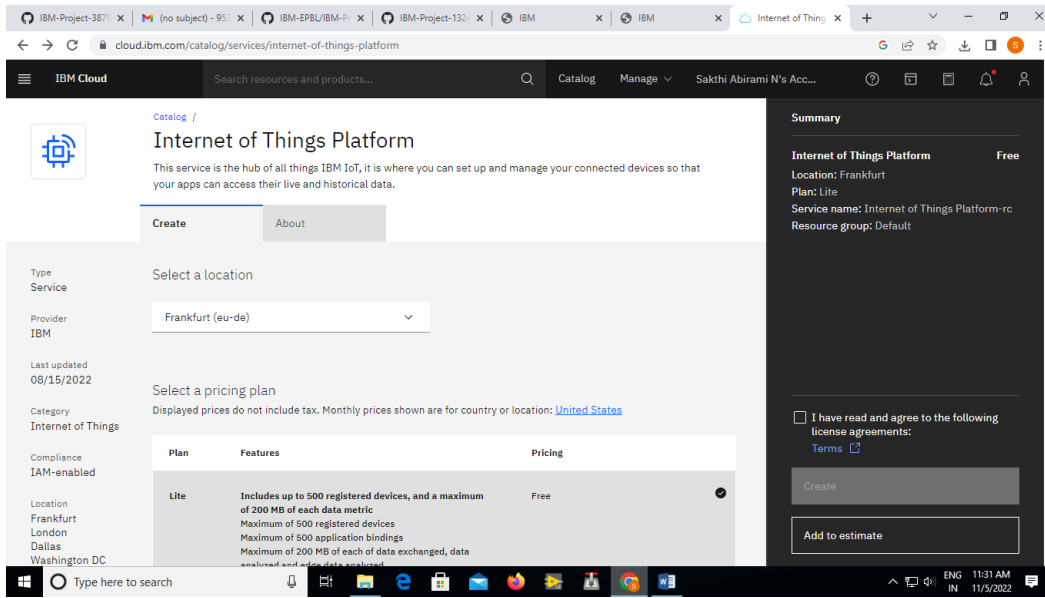 IBM-Project-3879
(no subject) - 953
IBM-EPBL/IBM-Pr
IBM-Project-1324
IBM
IBM
Internet of Thing
cloud.ibm.com/catalog/services/internet-of-things-platform
IBM Cloud
Search resources and products...
Catalog
Manage
Sakthi Abirami N's Acc...
Catalog /
Internet of Things Platform
This service is the hub of all things IBM IoT, it is where you can set up and manage your connected devices so that
your apps can access their live and historical data.
Create
About
Type
Service
Provider
IBM
Last updated
08/15/2022
Category
Internet of Things
Compliance
IAM-enabled
Location
Frankfurt
London
Dallas
Washington DC
Select a location
Frankfurt (eu-de)
Select a pricing plan
Displayed prices do not include tax. Monthly prices shown are for country or location: United States
Plan Features Pricing
Lite
Includes up to 500 registered devices, and a maximum
of 200 MB of each data metric
Maximum of 500 registered devices
Maximum of 500 application bindings
Maximum of 200 MB of each of data exchanged, data
analyzed and edge data analyzed
Free
Summary
Internet of Things Platform Free
Location: Frankfurt
Plan: Lite
Service name: Internet of Things Platform-rc
Resource group: Default
I have read and agree to the following
license agreements:
Terms
Create
Add to estimate
Type here to search
ENG
IN
11:31 AM
11/5/2022